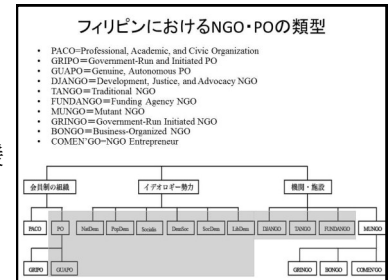 フィリピンにおけるNGO・POの類型
• PACO=Professional, Academic, and Civic Organization
• GRIPO=Government-Run and Initiated PO
• GUAPO=Genuine, Autonomous PO
• DJANGO=Development, Justice, and Advocacy NGO
• TANGO=Traditional NGO
• FUNDANGO=Funding Agency NGO
• MUNGO=Mutant NGO
• GRINGO=Government-Run Initiated NGO
• BONGO=Business-Organized NGO
• COMEN`GO=NGO Entrepreneur
会員制の組織 イデオロギー勢力 機関・施設
PACO PO NatDem PopDem Socialis DemSoc SocDem LibDem DJANGO TANGO FUNDANGO MUNGO
GRIPO GUAPO GRINGO BONGO COMEN'GO